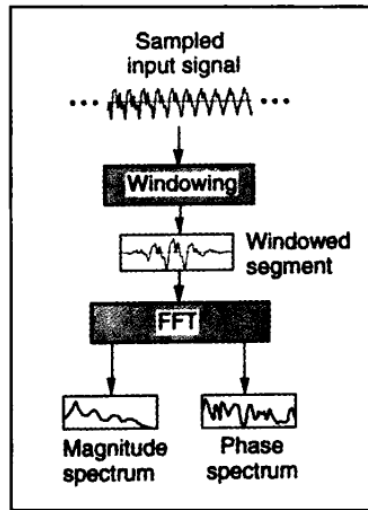 Sampled
input signal
Windowing
Windowed
segment
FFT
Magnitude
spectrum
Phase
spectrum